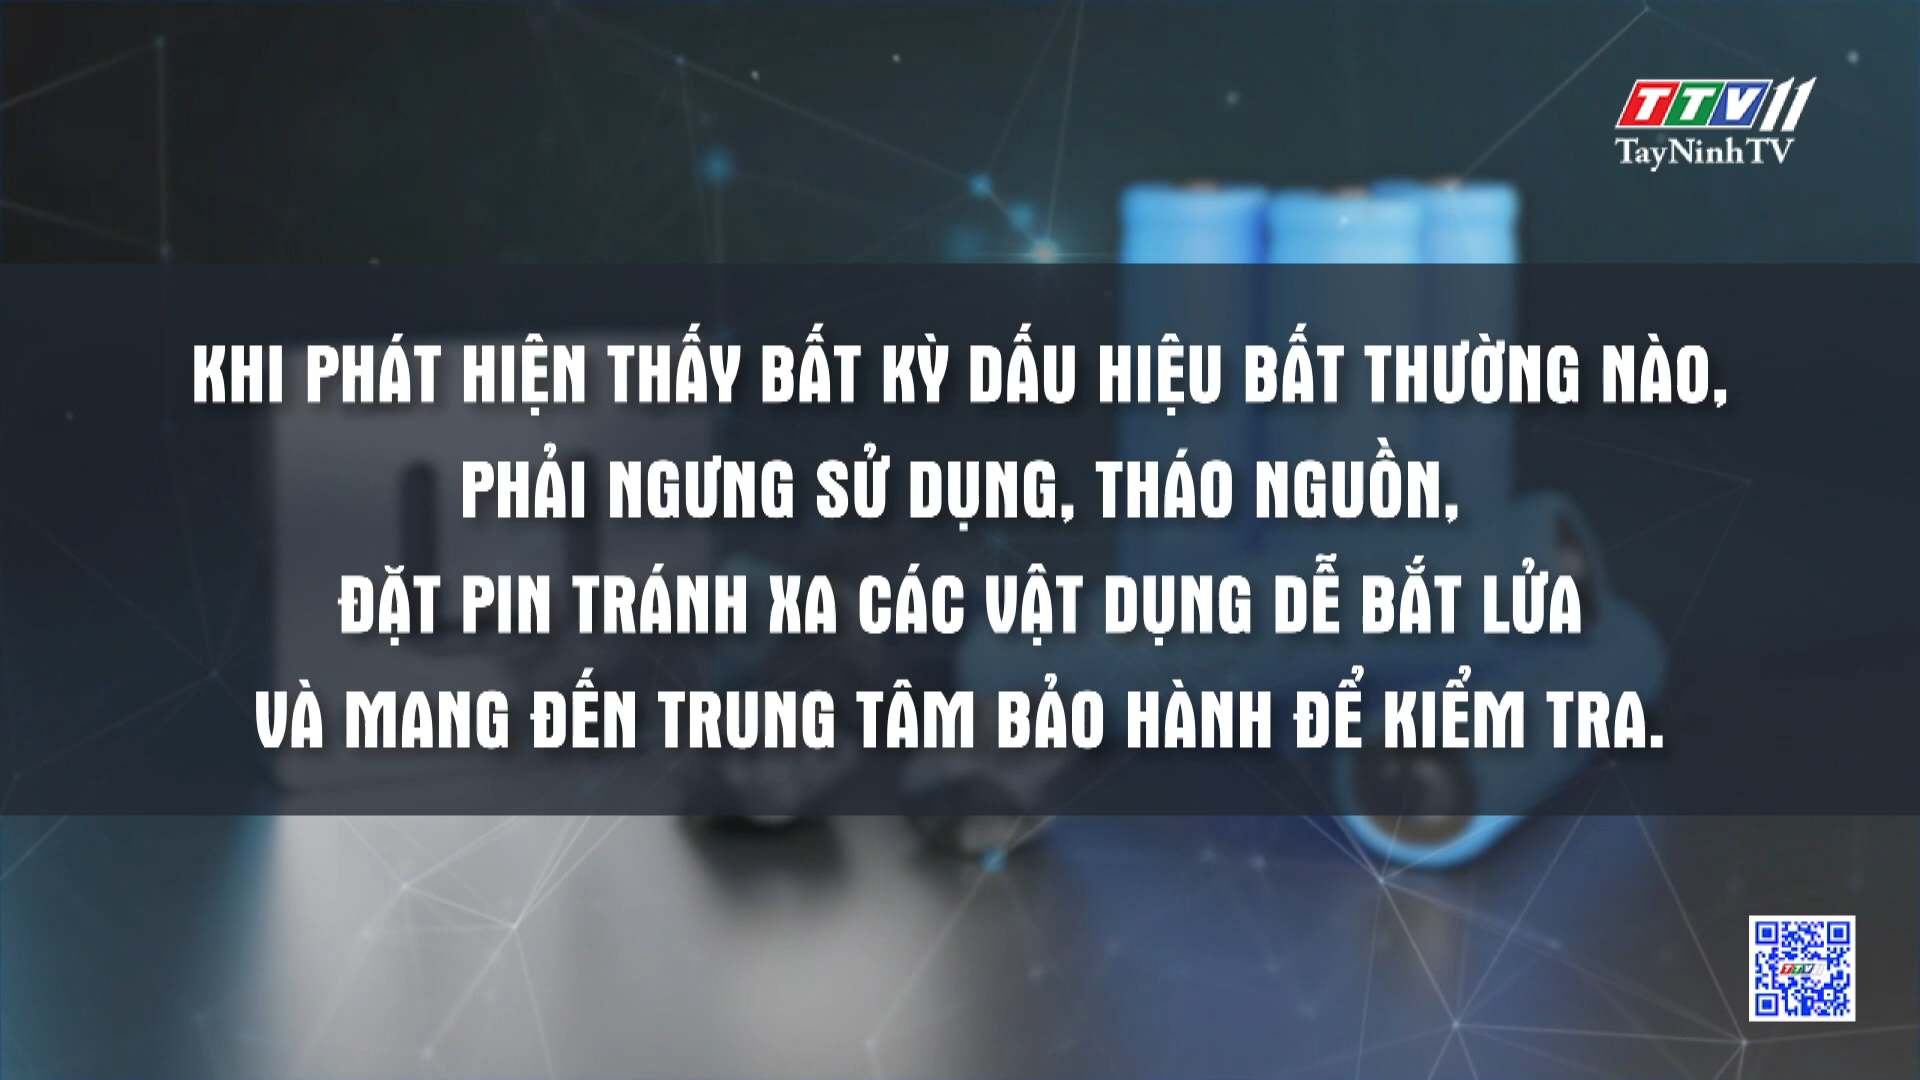 TTV11
TayNinhTV
KHI PHÁT HIỆN THẤY BẤT KỲ DẤU HIỆU BẤT THƯỜNG NÀO,
PHẢI NGƯNG SỬ DỤNG, THÁO NGUỒN,
ĐẶT PIN TRÁNH XA CÁC VẬT DỤNG DỄ BẮT LỬA
VÀ MANG ĐẾN TRUNG TÂM BẢO HÀNH ĐỂ KIỂM TRA.
TTV11